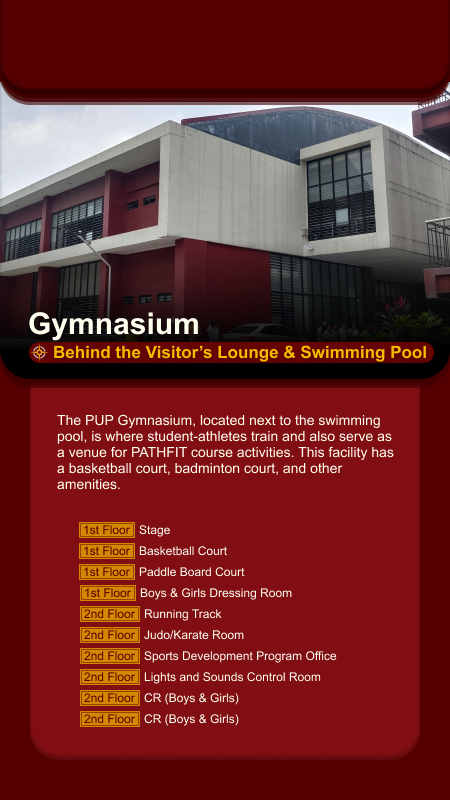 Gymnasium
Behind the Visitor’s Lounge & Swimming Pool
The PUP Gymnasium, located next to the swimming
pool, is where student-athletes train and also serve as
a venue for PATHFIT course activities. This facility has
a basketball court, badminton court, and other
amenities.
1st Floor Stage
1st Floor Basketball Court
1st Floor Paddle Board Court
1st Floor Boys & Girls Dressing Room
2nd Floor Running Track
2nd Floor Judo/Karate Room
2nd Floor Sports Development Program Office
2nd Floor Lights and Sounds Control Room
2nd Floor CR (Boys & Girls)
2nd Floor CR (Boys & Girls)